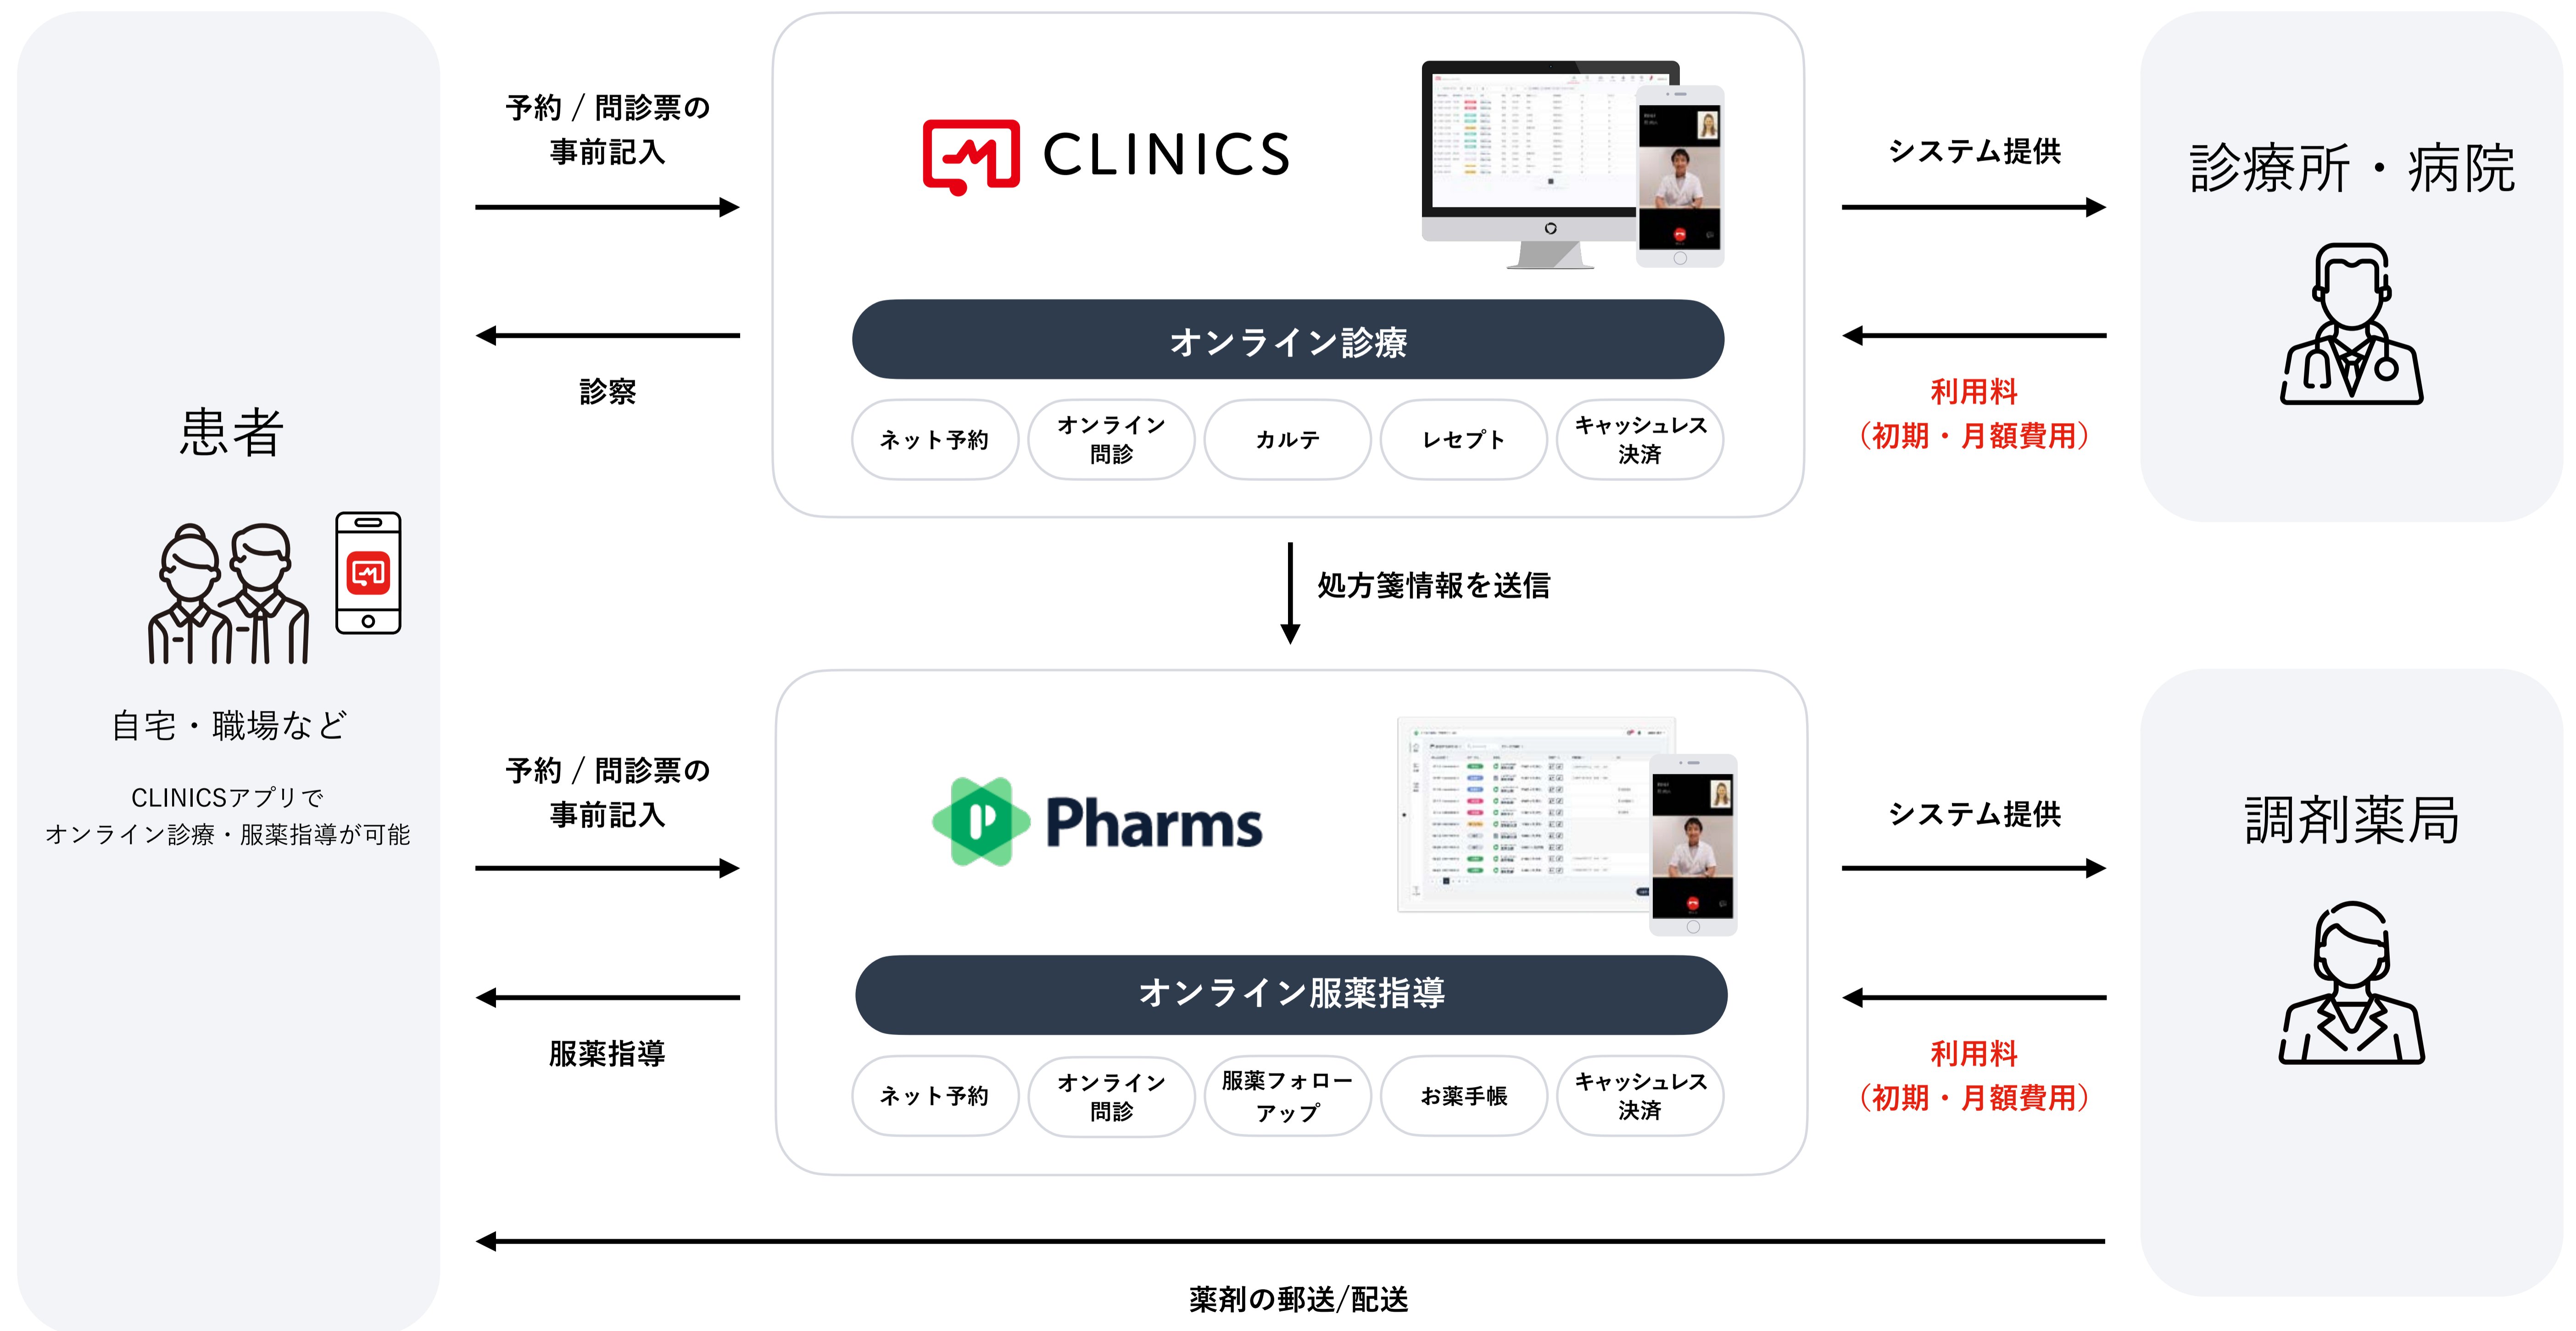 患者
自宅・職場など
CLINICSアプリで
オンライン診療・服薬指導が可能
予約 / 問診票の
事前記入
診察
CLINICS
オンライン診療
ネット予約
オンライン
問診
カルテ
レセプト
キャッシュレス
決済
システム提供
利用料
（初期・月額費用）
診療所・病院
処方箋情報を送信
予約 / 問診票の
事前記入
服薬指導
Pharms
オンライン服薬指導
ネット予約
オンライン
問診
服薬フォロー
アップ
お薬手帳
キャッシュレス
決済
システム提供
利用料
（初期・月額費用）
調剤薬局
薬剤の郵送/配送